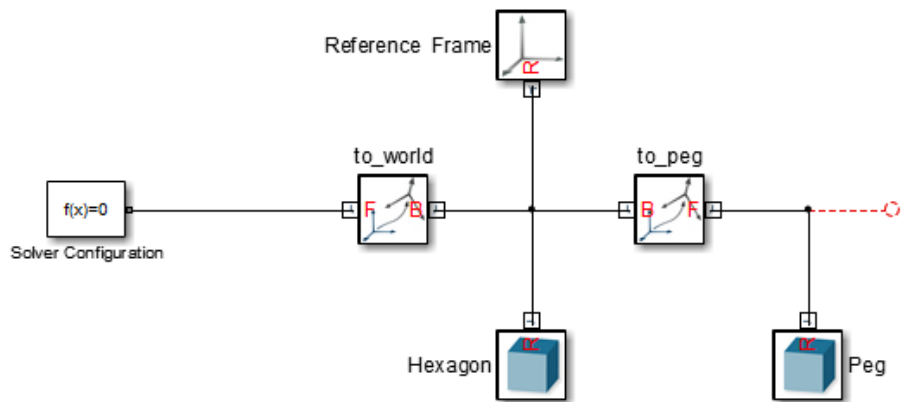 Reference Frame
R
to_world
to_peg
f(x)=0
F
B
B
F
Solver Configuration
Hexagon
R
R
Peg